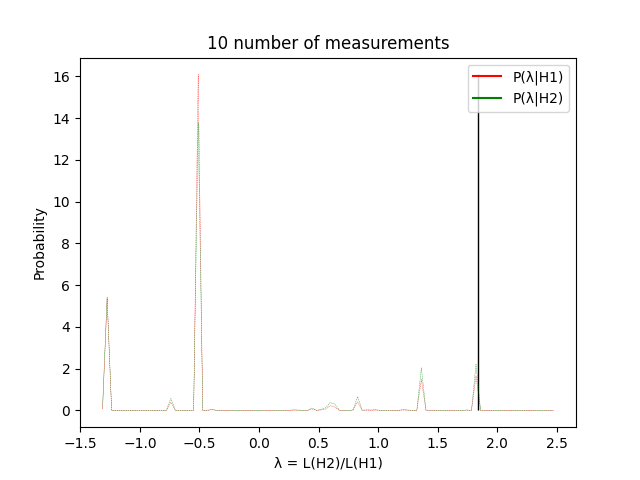 10 number of measurements
P(λ|H1)
P(λ|H2)
Probability
16
14
12
10
8
6
4
2
0
−1.5 −1.0 −0.5 0.0 0.5 1.0 1.5 2.0 2.5
λ = L(H2)/L(H1)